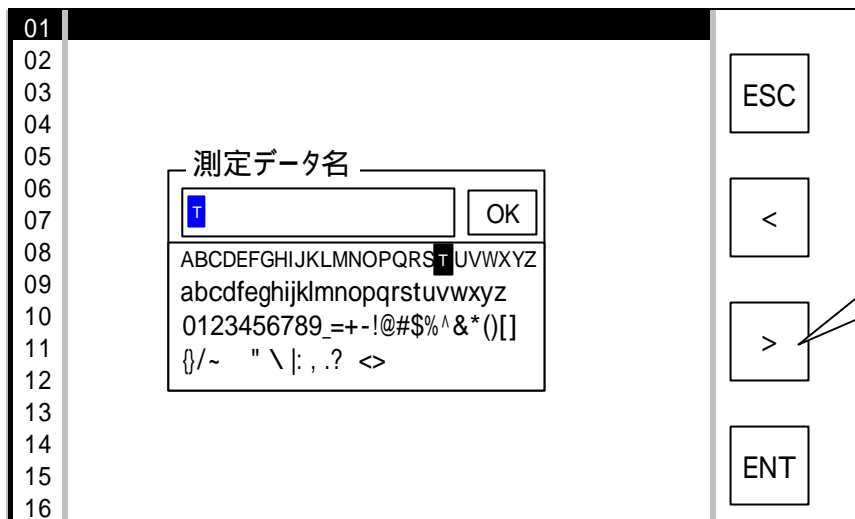 01
02
03
04
05
06
07
08
09
10
11
12
13
14
15
16
測定データ名
T
OK
ABCDEFGHIJKLMNOPQRSTUVWXYZ
abcdfeghijklmnopqrstuvwxyz
0123456789_=+-!@#$%^&*()[]
{}/~ " \ |: , .? <>
ESC
<
>
ENT